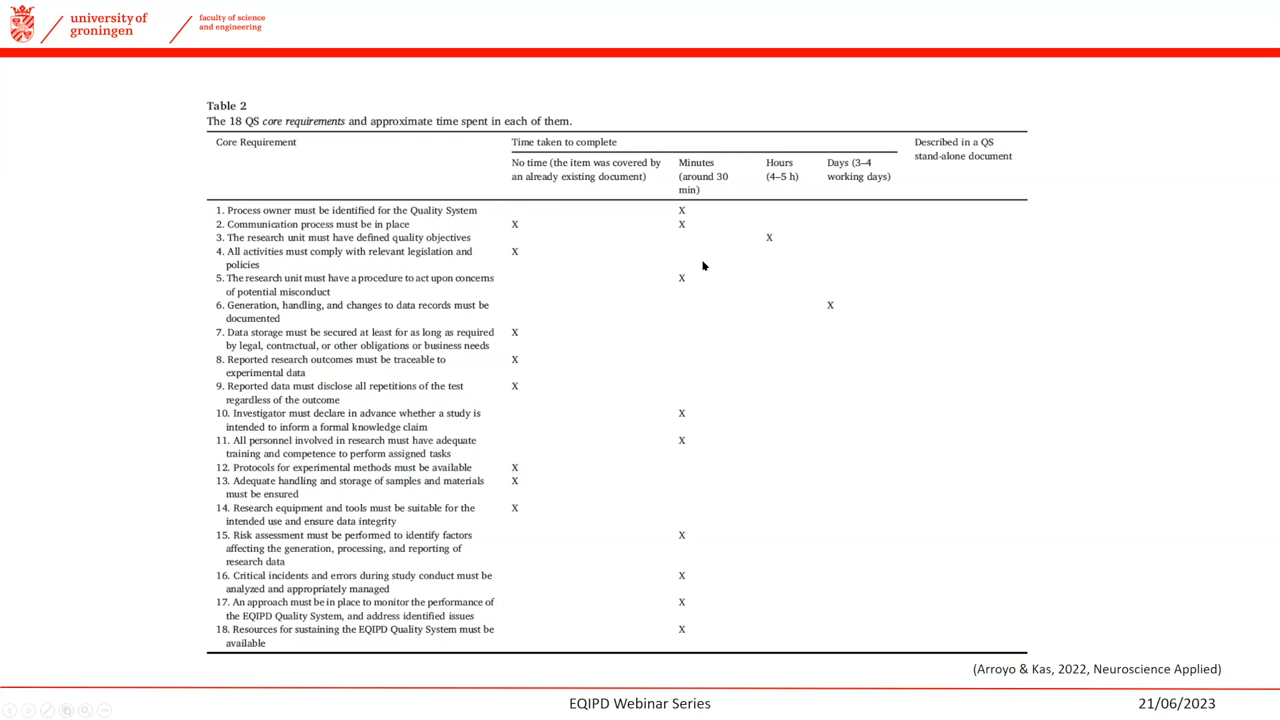 university of
groningen
faculty of science
and engineering
Table 2
The 18 QS core requirements and approximate time spent in each of them.
Core Requirement
Time taken to complete
Described in a QS
stand-alone document
No time (the item was covered by
an already existing document)
Minutes
(around 30
min)
Hours
(4–5 h)
Days (3–4
working days)
1. Process owner must be identified for the Quality System X
2. Communication process must be in place X X
3. The research unit must have defined quality objectives X
4. All activities must comply with relevant legislation and X
policies
5. The research unit must have a procedure to act upon concerns X
of potential misconduct
6. Generation, handling, and changes to data records must be X
documented
7. Data storage must be secured at least for as long as required X
by legal, contractual, or other obligations or business needs
8. Reported research outcomes must be traceable to X
experimental data
9. Reported data must disclose all repetitions of the test X
regardless of the outcome
10. Investigator must declare in advance whether a study is X
intended to inform a formal knowledge claim
11. All personnel involved in research must have adequate X
training and competence to perform assigned tasks
12. Protocols for experimental methods must be available X
13. Adequate handling and storage of samples and materials X
must be ensured
14. Research equipment and tools must be suitable for the X
intended use and ensure data integrity
15. Risk assessment must be performed to identify factors X
affecting the generation, processing, and reporting of
research data
16. Critical incidents and errors during study conduct must be X
analyzed and appropriately managed
17. An approach must be in place to monitor the performance of X
the EQIPD Quality System, and address identified issues
18. Resources for sustaining the EQIPD Quality System must be X
available
(Arroyo & Kas, 2022, Neuroscience Applied)
EQIPD Webinar Series
21/06/2023